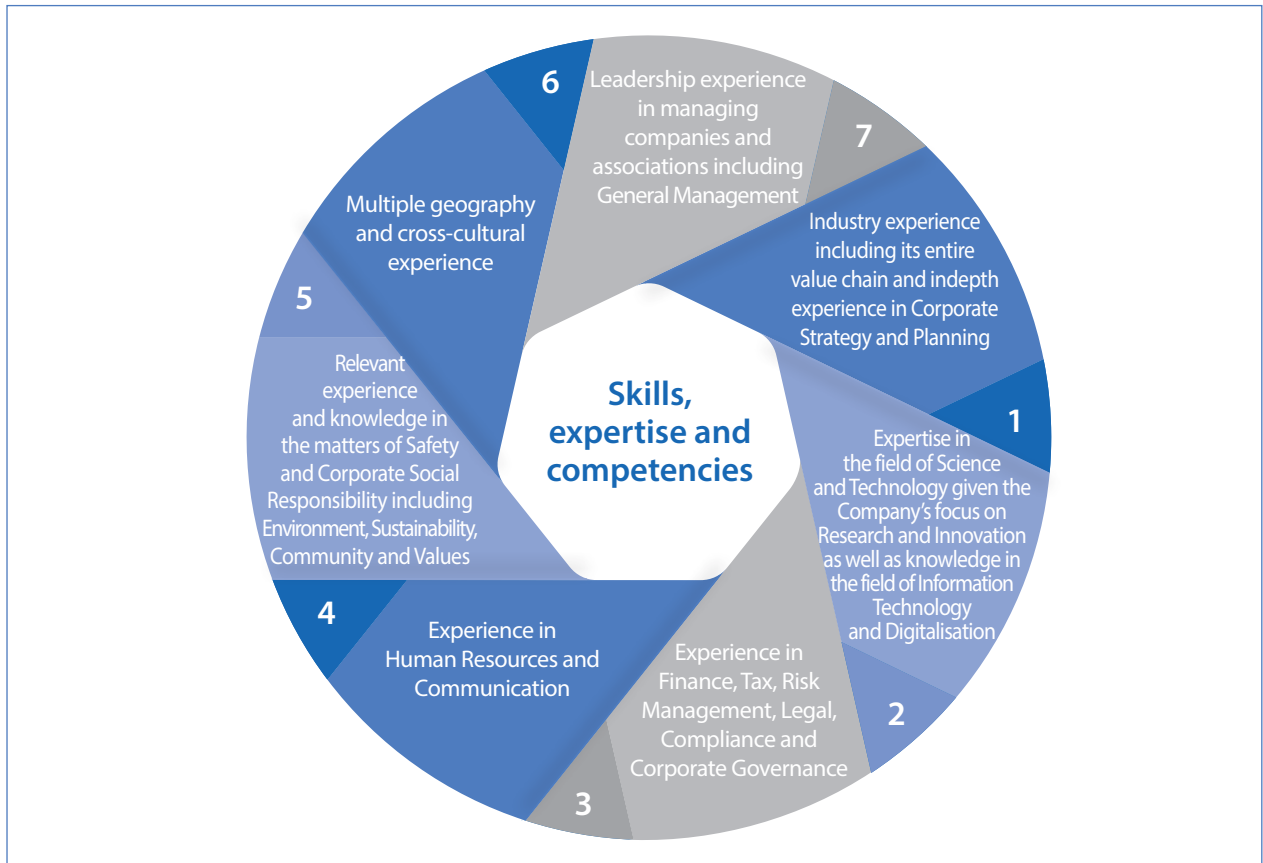 Skills,
expertise and
competencies
Industry experience
including its entire
value chain and indepth
experience in Corporate
Strategy and Planning
1
Expertise in
the field of Science
and Technology given the
Company’s focus on
Research and Innovation
as well as knowledge in
the field of Information
Technology
and Digitalisation
2
Experience in
Finance, Tax, Risk
Management, Legal,
Compliance and
Corporate Governance
3
Experience in
Human Resources and
Communication
4
Relevant
experience
and knowledge in
the matters of Safety
and Corporate Social
Responsibility including
Environment, Sustainability,
Community and Values
5
Multiple geography
and cross-cultural
experience
6
Leadership experience
in managing
companies and
associations including
General Management
7